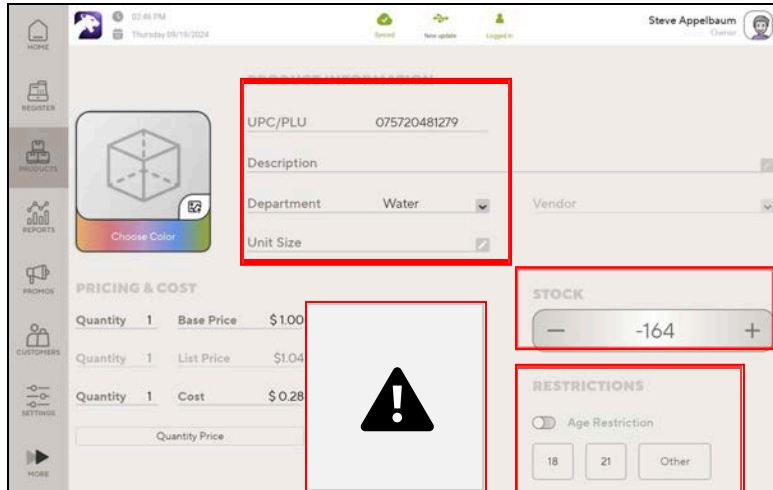 02:46 PM
Thursday 09/19/2024
Synced
New update
Logged in
Steve Appelbaum
Owner
HOME
REGISTER
PRODUCTS
REPORTS
PROMOS
CUSTOMERS
SETTINGS
MORE
PRODUCT INFORMATION
UPC/PLU 075720481279
Description
Department Water
Vendor
Unit Size
Choose Color
PRICING & COST
Quantity 1 Base Price $1.00
Quantity 1 List Price $1.04
Quantity 1 Cost $0.28
Quantity Price
STOCK
-164
RESTRICTIONS
Age Restriction
18 21 Other